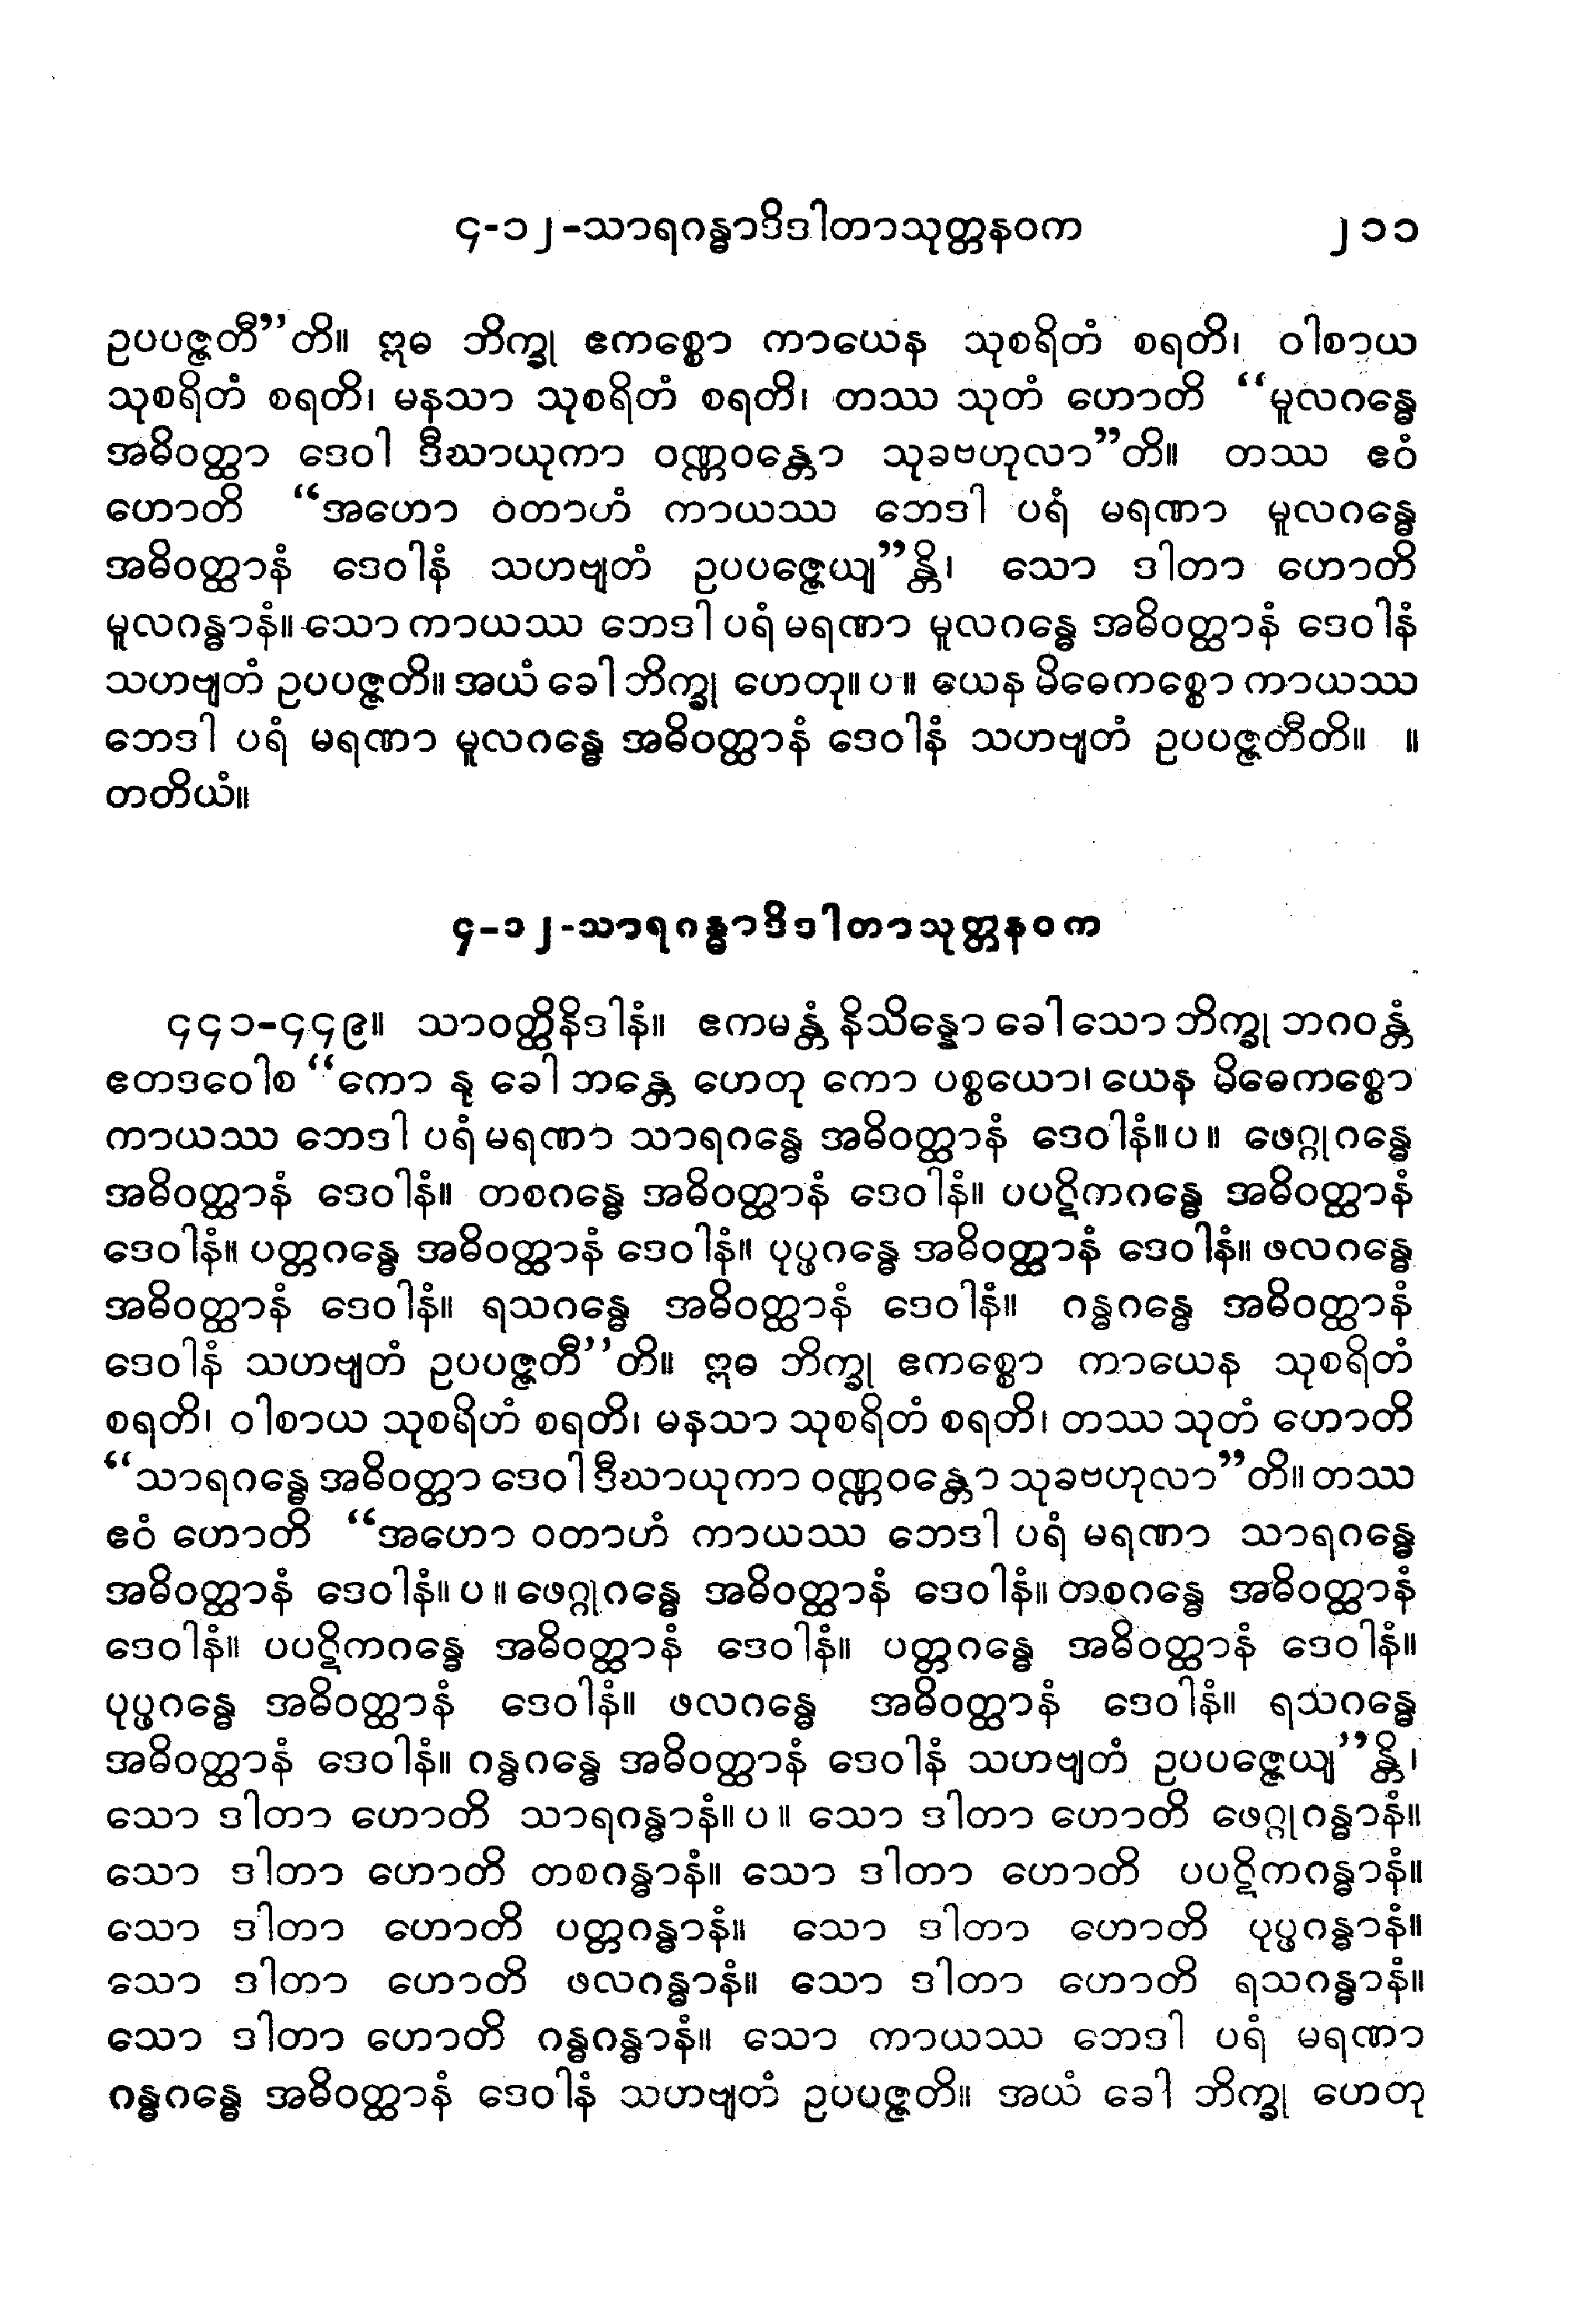 ၄-၁၂-သာရဂန္ဓာဒိဒါတာသုတ္တနဝက ၂၁၁
ဥပပဇ္ဇတီ”တိ။ ဣဓ ဘိက္ခု ဧကစ္စော ကာယေန သုစရိတံ စရတိ၊ ဝါစာယ
သုစရိတံ စရတိ၊ မနသာ သုစရိတံ စရတိ၊ တဿ သုတံ ဟောတိ “မူလဂန္ဓေ
အဓိဝတ္ထာ ဒေဝါ ဒီဃာယုကာ ဝဏ္ဏဝန္တော သုခဗဟုလာ”တိ။ တဿ ဧဝံ
ဟောတိ “အဟော ဝတာဟံ ကာယဿ ဘေဒါ ပရံ မရဏာ မူလဂန္ဓေ
အဓိဝတ္ထာနံ ဒေဝါနံ သဟဗျတံ ဥပပဇ္ဇေယျ”န္တိ၊ သော ဒါတာ ဟောတိ
မူလဂန္ဓာနံ။ သော ကာယဿ ဘေဒါ ပရံ မရဏာ မူလဂန္ဓေ အဓိဝတ္ထာနံ ဒေဝါနံ
သဟဗျတံ ဥပပဇ္ဇတိ။ အယံ ခေါ ဘိက္ခု ဟေတု။ ပ ။ ယေန မိဓေကစ္စော ကာယဿ
ဘေဒါ ပရံ မရဏာ မူလဂန္ဓေ အဓိဝတ္ထာနံ ဒေဝါနံ သဟဗျတံ ဥပပဇ္ဇတီတိ။ ။
တတိယံ။
၄-၁၂-သာရဂန္ဓာဒိဒါတာသုတ္တနဝက
၄၄၁-၄၄၉။ သာဝတ္ထိနိဒါနံ။ ဧကမန္တံ နိသိန္နော ခေါ သော ဘိက္ခု ဘဂဝန္တံ
ဧတဒဝေါစ “ကော နု ခေါ ဘန္တေ ဟေတု ကော ပစ္စယော၊ ယေန မိဓေကစ္စော
ကာယဿ ဘေဒါ ပရံ မရဏာ သာရဂန္ဓေ အဓိဝတ္ထာနံ ဒေဝါနံ။ ပ ။ ဖေဂ္ဂုဂန္ဓေ
အဓိဝတ္ထာနံ ဒေဝါနံ။ တစဂန္ဓေ အဓိဝတ္ထာနံ ဒေဝါနံ။ ပပဋိကဂန္ဓေ အဓိဝတ္ထာနံ
ဒေဝါနံ။ ပတ္တဂန္ဓေ အဓိဝတ္ထာနံ ဒေဝါနံ။ ပုပ္ဖဂန္ဓေ အဓိဝတ္ထာနံ ဒေဝါနံ။ ဖလဂန္ဓေ
အဓိဝတ္ထာနံ ဒေဝါနံ။ ရသဂန္ဓေ အဓိဝတ္ထာနံ ဒေဝါနံ။ ဂန္ဓဂန္ဓေ အဓိဝတ္ထာနံ
ဒေဝါနံ သဟဗျတံ ဥပပဇ္ဇတီ”တိ။ ဣဓ ဘိက္ခု ဧကစ္စော ကာယေန သုစရိတံ
စရတိ၊ ဝါစာယ သုစရိတံ စရတိ၊ မနသာ သုစရိတံ စရတိ၊ တဿ သုတံ ဟောတိ
“သာရဂန္ဓေ အဓိဝတ္ထာ ဒေဝါ ဒီဃာယုကာ ဝဏ္ဏဝန္တော သုခဗဟုလာ”တိ။ တဿ
ဧဝံ ဟောတိ “အဟော ဝတာဟံ ကာယဿ ဘေဒါ ပရံ မရဏာ သာရဂန္ဓေ
အဓိဝတ္ထာနံ ဒေဝါနံ။ ပ ။ ဖေဂ္ဂုဂန္ဓေ အဓိဝတ္ထာနံ ဒေဝါနံ။ တစဂန္ဓေ အဓိဝတ္ထာနံ
ဒေဝါနံ။ ပပဋိကဂန္ဓေ အဓိဝတ္ထာနံ ဒေဝါနံ။ ပတ္တဂန္ဓေ အဓိဝတ္ထာနံ ဒေဝါနံ။
ပုပ္ဖဂန္ဓေ အဓိဝတ္ထာနံ ဒေဝါနံ။ ဖလဂန္ဓေ အဓိဝတ္ထာနံ ဒေဝါနံ။ ရသဂန္ဓေ
အဓိဝတ္ထာနံ ဒေဝါနံ။ ဂန္ဓဂန္ဓေ အဓိဝတ္ထာနံ ဒေဝါနံ သဟဗျတံ ဥပပဇ္ဇေယျ”န္တိ၊
သော ဒါတာ ဟောတိ သာရဂန္ဓာနံ။ ပ ။ သော ဒါတာ ဟောတိ ဖေဂ္ဂုဂန္ဓာနံ။
သော ဒါတာ ဟောတိ တစဂန္ဓာနံ။ သော ဒါတာ ဟောတိ ပပဋိကဂန္ဓာနံ။
သော ဒါတာ ဟောတိ ပတ္တဂန္ဓာနံ။ သော ဒါတာ ဟောတိ ပုပ္ဖဂန္ဓာနံ။
သော ဒါတာ ဟောတိ ဖလဂန္ဓာနံ။ သော ဒါတာ ဟောတိ ရသဂန္ဓာနံ။
သော ဒါတာ ဟောတိ ဂန္ဓဂန္ဓာနံ။ သော ကာယဿ ဘေဒါ ပရံ မရဏာ
ဂန္ဓဂန္ဓေ အဓိဝတ္ထာနံ ဒေဝါနံ သဟဗျတံ ဥပပဇ္ဇတိ။ အယံ ခေါ ဘိက္ခု ဟေတု